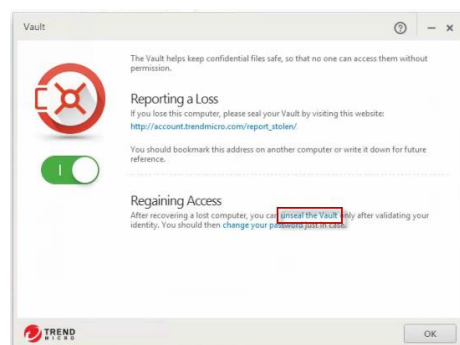 Vault
The Vault helps keep confidential files safe, so that no one can access them without
permission.
Reporting a Loss
If you lose this computer, please seal your Vault by visiting this website:
http://account.trendmicro.com/report_stolen/
You should bookmark this address on another computer or write it down for future
reference.
Regaining Access
After recovering a lost computer, you can unseal the Vault only after validating your
identity. You should then change your password just in case.
TREND
MICRO
OK